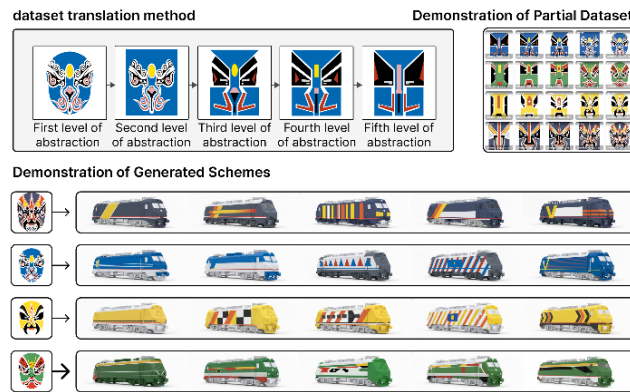 dataset translation method
Demonstration of Partial Dataset
First level of
abstraction
Second level
of abstraction
Third level of
abstraction
Fourth level
of abstraction
Fifth level of
abstraction
Demonstration of Generated Schemes